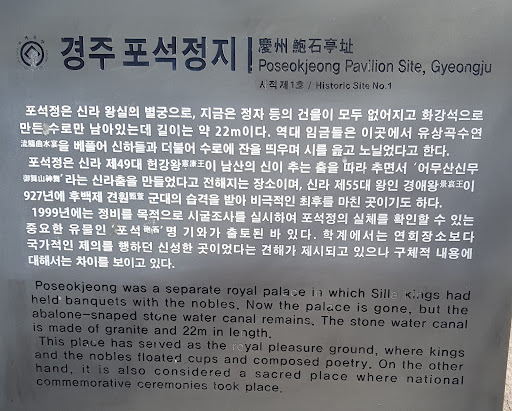 경주 포석정지
慶州 鮑石亭址
Poseokjeong Pavilion Site, Gyeongju
사적제1호 / Historic Site No.1
포석정은 신라 왕실의 별궁으로, 지금은 정자 등의 건물이 모두 없어지고 화강석으로
만든 수로만 남아있는데 길이는 약 22m이다. 역대 임금들은 이곳에서 유상곡수연
流觴曲水宴을 베풀어 신하들과 더불어 수로에 잔을 띄우며 시를 읊고 노닐었다고 한다.
포석정은 신라 제49대 헌강왕憲康王이 남산의 신이 추는 춤을 따라 추면서 '어무산신무
御舞山神舞'라는 신라춤을 만들었다고 전해지는 장소이며, 신라 제55대 왕인 경애왕景哀王이
927년에 후백제 견훤甄萱 군대의 습격을 받아 비극적인 최후를 마친 곳이기도 하다.
1999년에는 정비를 목적으로 시굴조사를 실시하여 포석정의 실체를 확인할 수 있는
중요한 유물인 '포석' 명 기와가 출토된 바 있다. 학계에서는 연회장소보다
국가적인 제의를 행하던 신성한 곳이었다는 견해가 제시되고 있으나 구체적 내용에
대해서는 차이를 보이고 있다.
Poseokjeong was a separate royal palace in which Silla kings had
held banquets with the nobles. Now the palace is gone, but the
abalone-snaped stone water canal remains. The stone water canal
is made of granite and 22m in length.
This place has served as the royal pleasure ground, where kings
and the nobles floated cups and composed poetry. On the other
hand, it is also considered a sacred place where national
commemorative ceremonies took place.